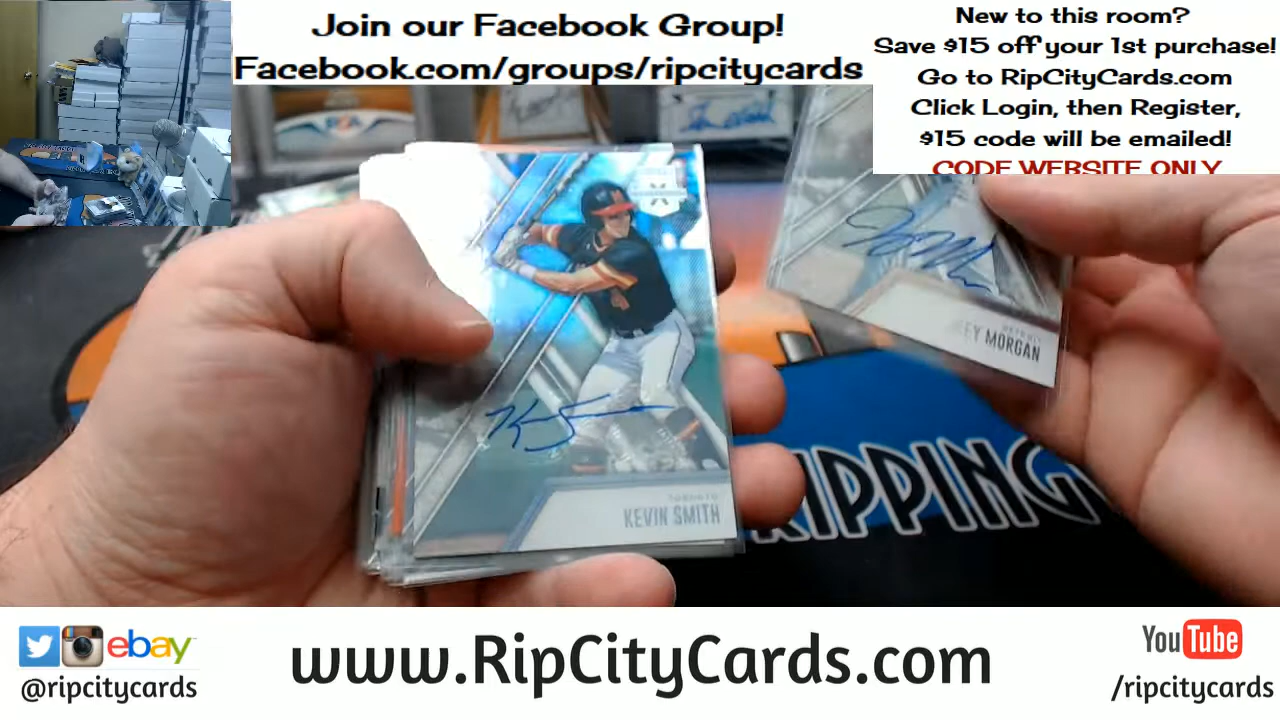 Join our Facebook Group!
Facebook.com/groups/ripcitycards
New to this room?
Save $15 off your 1st purchase!
Go to RipCityCards.com
Click Login, then Register,
$15 code will be emailed!
CODE WEBSITE ONLY
EY MORGAN
TORONTO
KEVIN SMITH
RIPPING
ebay
@ripcitycards
www.RipCityCards.com
YouTube
/ripcitycards